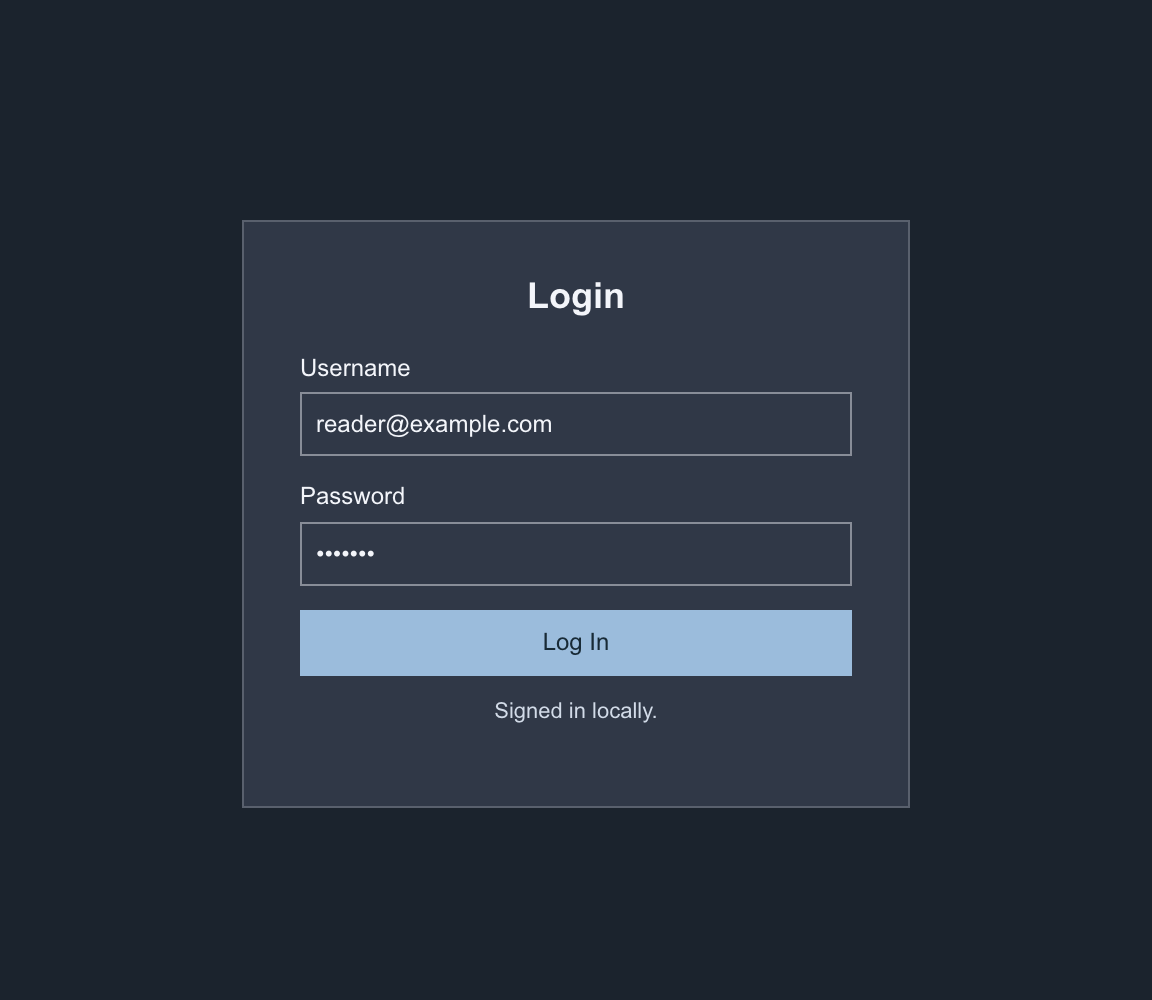 Login
Username
reader@example.com
Password
•••••••
Log In
Signed in locally.